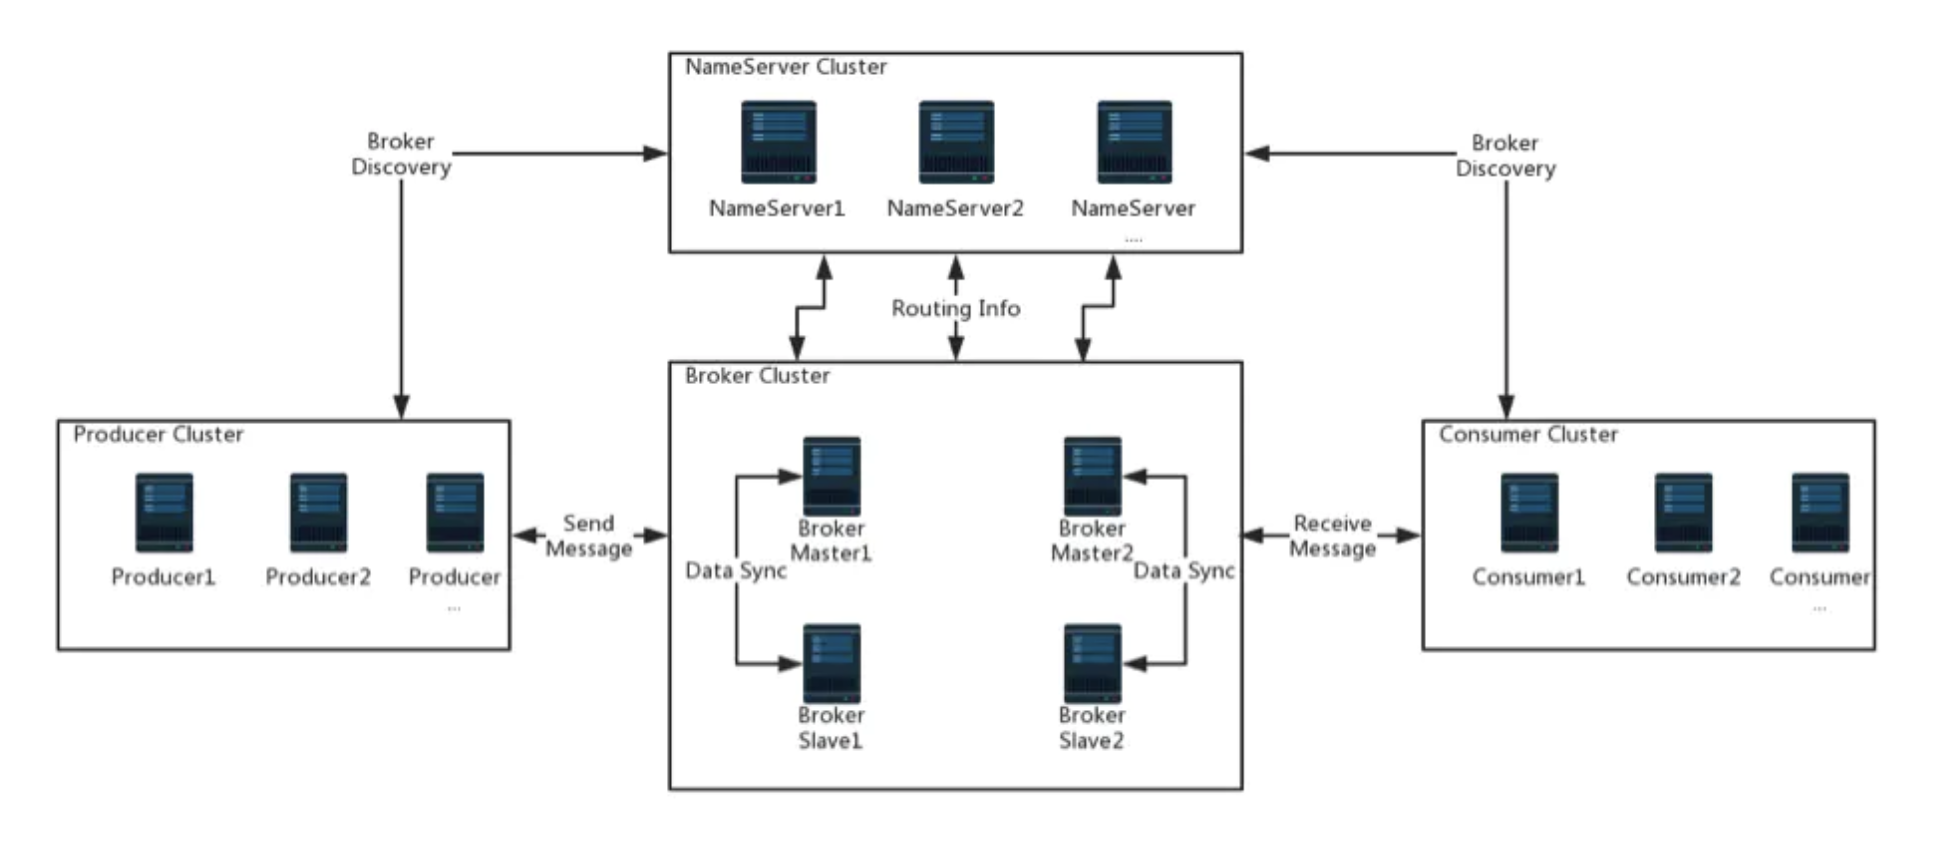 NameServer Cluster
NameServer1
NameServer2
NameServer
....
Broker
Discovery
Broker
Discovery
Routing Info
Producer Cluster
Producer1
Producer2
Producer
...
Send
Message
Broker Cluster
Broker
Master1
Broker
Master2
Data Sync
Data Sync
Broker
Slave1
Broker
Slave2
Receive
Message
Consumer Cluster
Consumer1
Consumer2
Consumer
...